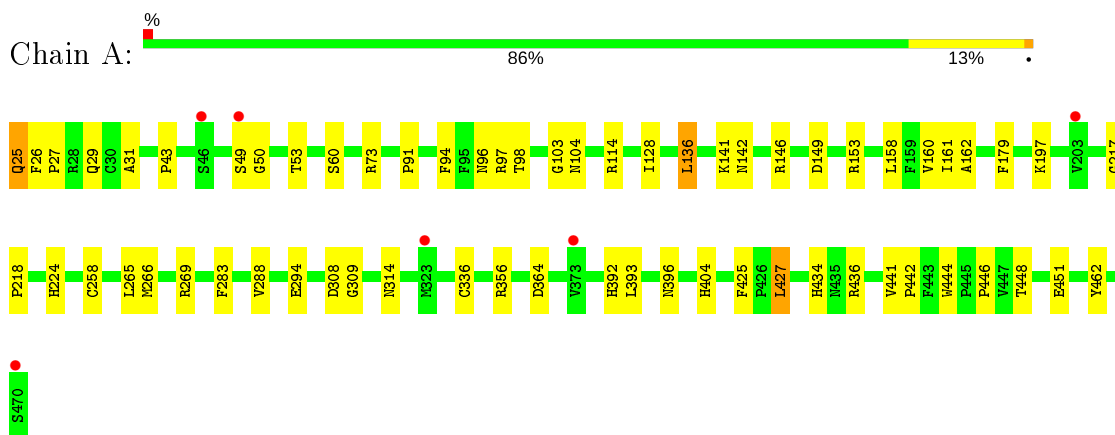 %
Chain A:
86% 13% •
Q25 F26 P27 R28 Q29 C30 A31 P43 S46 S49 G50 T53 S60 R73 P91 F94 F95 N96 R97 T98 G103 N104 R114 I128 L136 K141 N142 R146 D149 R153 L158 F159 V160 I161 A162 F179 K197 V203
P218 H224 C258 L265 M266 R269 F283 V288 E294 D308 G309 N314 M323 C336 R356 D364 V373 H392 L393 N396 H404 F425 P426 L427 H434 N435 R436 V441 P442 F443 W444 P445 P446 V447 T448 E451 Y462
S470